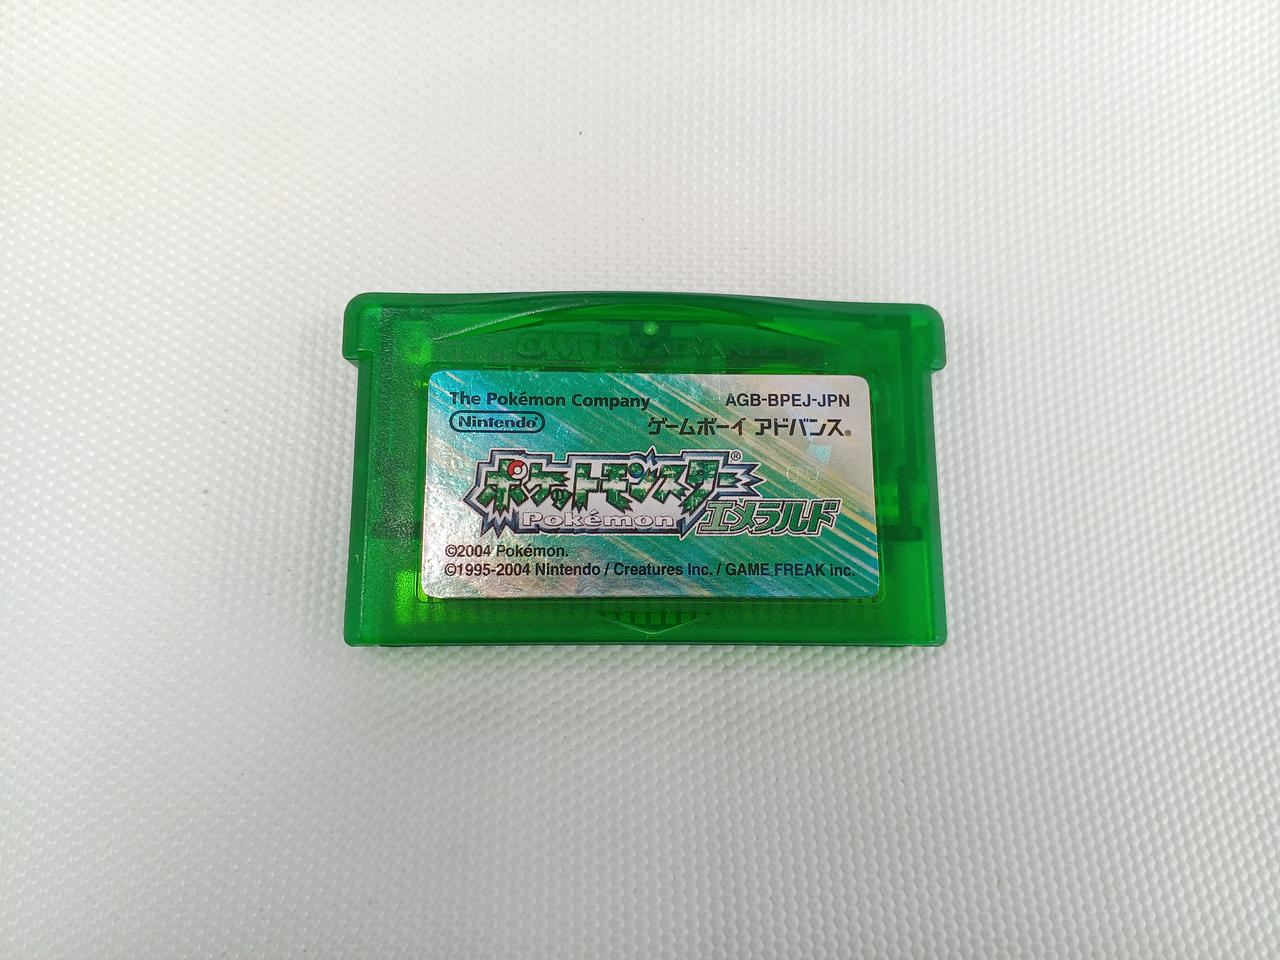 GAME BOY ADVANCE
The Pokémon Company AGB-BPEJ-JPN
Nintendo® ゲームボーイ アドバンス®
ポケットモンスター®
Pokémon エメラルド
©2004 Pokémon.
©1995-2004 Nintendo / Creatures Inc. / GAME FREAK inc.